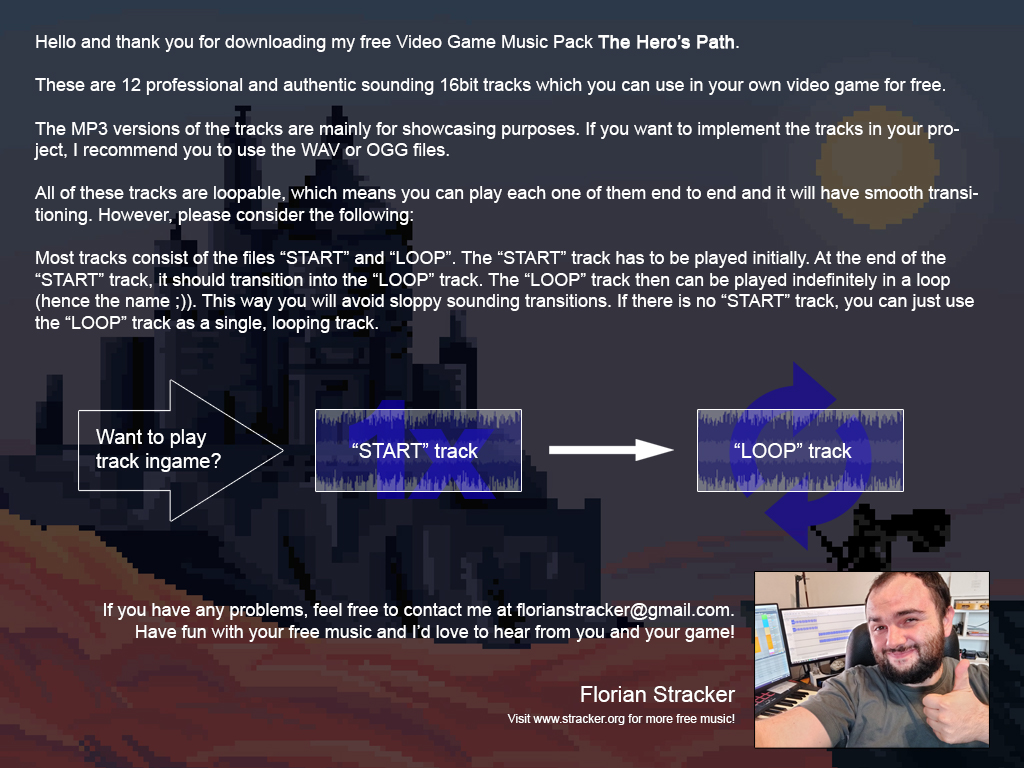 Hello and thank you for downloading my free Video Game Music Pack The Hero's Path.
These are 12 professional and authentic sounding 16bit tracks which you can use in your own video game for free.
The MP3 versions of the tracks are mainly for showcasing purposes. If you want to implement the tracks in your pro-
ject, I recommend you to use the WAV or OGG files.
All of these tracks are loopable, which means you can play each one of them end to end and it will have smooth transi-
tioning. However, please consider the following:
Most tracks consist of the files “START” and “LOOP”. The “START” track has to be played initially. At the end of the
“START” track, it should transition into the “LOOP” track. The “LOOP” track then can be played indefinitely in a loop
(hence the name ;)). This way you will avoid sloppy sounding transitions. If there is no “START” track, you can just use
the “LOOP” track as a single, looping track.
Want to play
track ingame?
1x
“START” track
“LOOP” track
If you have any problems, feel free to contact me at florianstracker@gmail.com.
Have fun with your free music and I'd love to hear from you and your game!
Florian Stracker
Visit www.stracker.org for more free music!